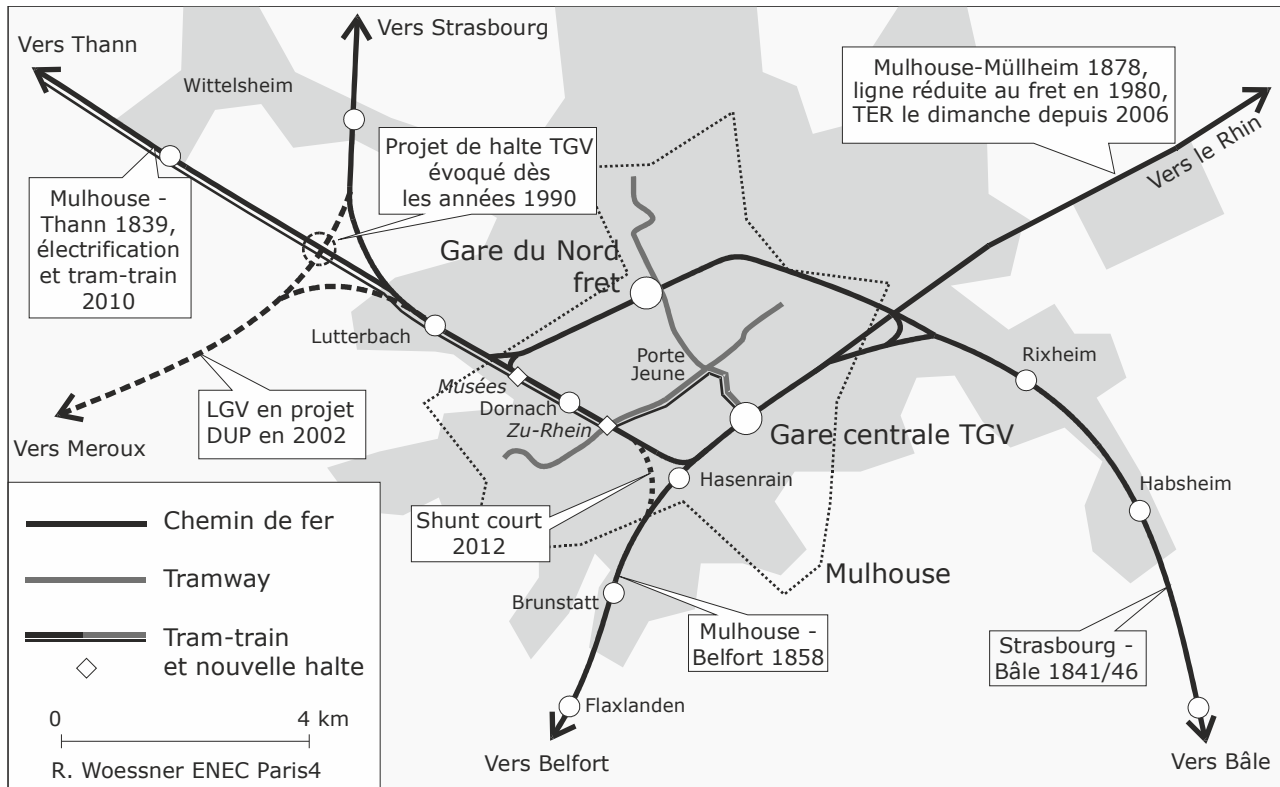 Vers Thann
Vers Strasbourg
Wittelsheim
Mulhouse-Müllheim 1878,
ligne réduite au fret en 1980,
TER le dimanche depuis 2006
Vers le Rhin
Projet de halte TGV
évoqué dès
les années 1990
Mulhouse -
Thann 1839,
électrification
et tram-train
2010
Gare du Nord
fret
Lutterbach
Porte
Jeune
Rixheim
Musées
Dornach
Zu-Rhein
LGV en projet
DUP en 2002
Vers Meroux
Gare centrale TGV
Hasenrain
Habsheim
Shunt court
2012
Mulhouse
Brunstatt
Mulhouse -
Belfort 1858
Strasbourg -
Bâle 1841/46
Flaxlanden
Vers Belfort
Vers Bâle
Chemin de fer
Tramway
Tram-train
et nouvelle halte
0 4 km
R. Woessner ENEC Paris4